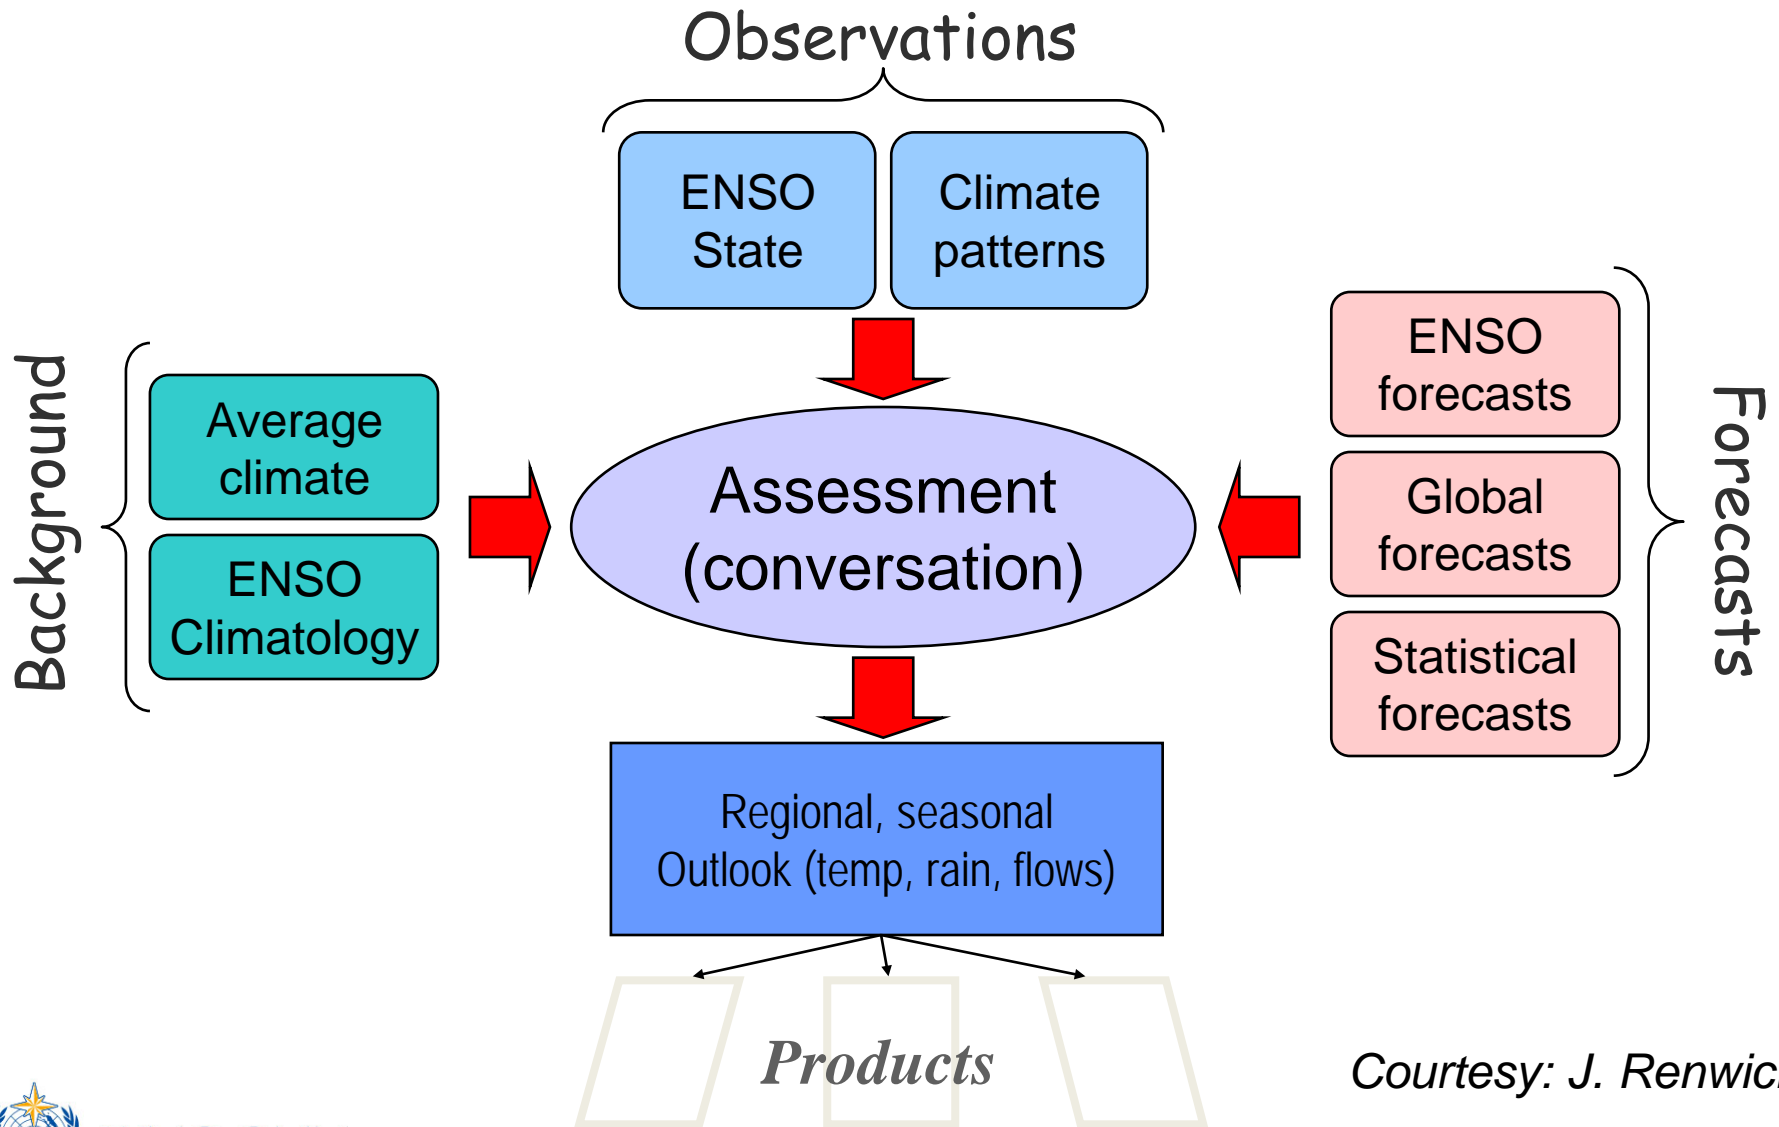 Observations
ENSO
State
Climate
patterns
Background
Average
climate
ENSO
Climatology
Assessment
(conversation)
ENSO
forecasts
Global
forecasts
Statistical
forecasts
Forecasts
Regional, seasonal
Outlook (temp, rain, flows)
Products
Courtesy: J.